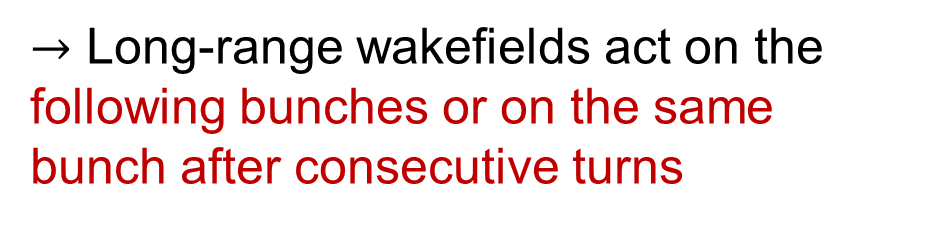 → Long-range wakefields act on the
following bunches or on the same
bunch after consecutive turns